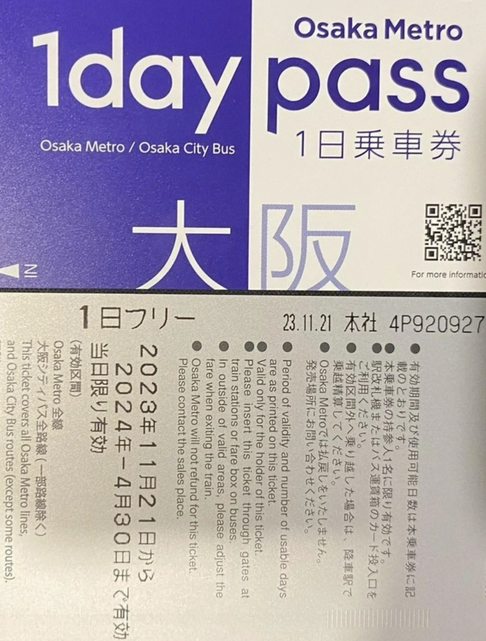 Osaka Metro
1day pass
Osaka Metro / Osaka City Bus
1日乗車券
大阪
For more informatio
IN
1日フリー
23.11.21 本社 4P920927
● 有効期間及び使用可能日数は本乗車券に記
載のとおりです。
● 本乗車券の持参人1名に限り有効です。
● 駅改札機またはバス運賃箱のカード投入口を
ご利用ください。
● 有効区間外へ乗り越した場合は、降車駅で
乗越精算してください。
● Osaka Metroでは払戻しをいたしません。
発売場所にお問い合わせください。
● Period of validity and number of usable days
are as printed on this ticket.
● Valid only for the holder of this ticket.
● Please insert this ticket through gates at
train stations or fare box on buses.
● In outside of valid areas, please adjust the
fare when exiting the train.
● Osaka Metro will not refund for this ticket.
Please contact the sales place.
2023年11月21日から
2024年-4月30日まで有効
当日限り有効
(有効区間)
Osaka Metro 全線
大阪シティバス全路線(一部路線除く)
This ticket covers all Osaka Metro lines,
and Osaka City Bus routes (except some routes).